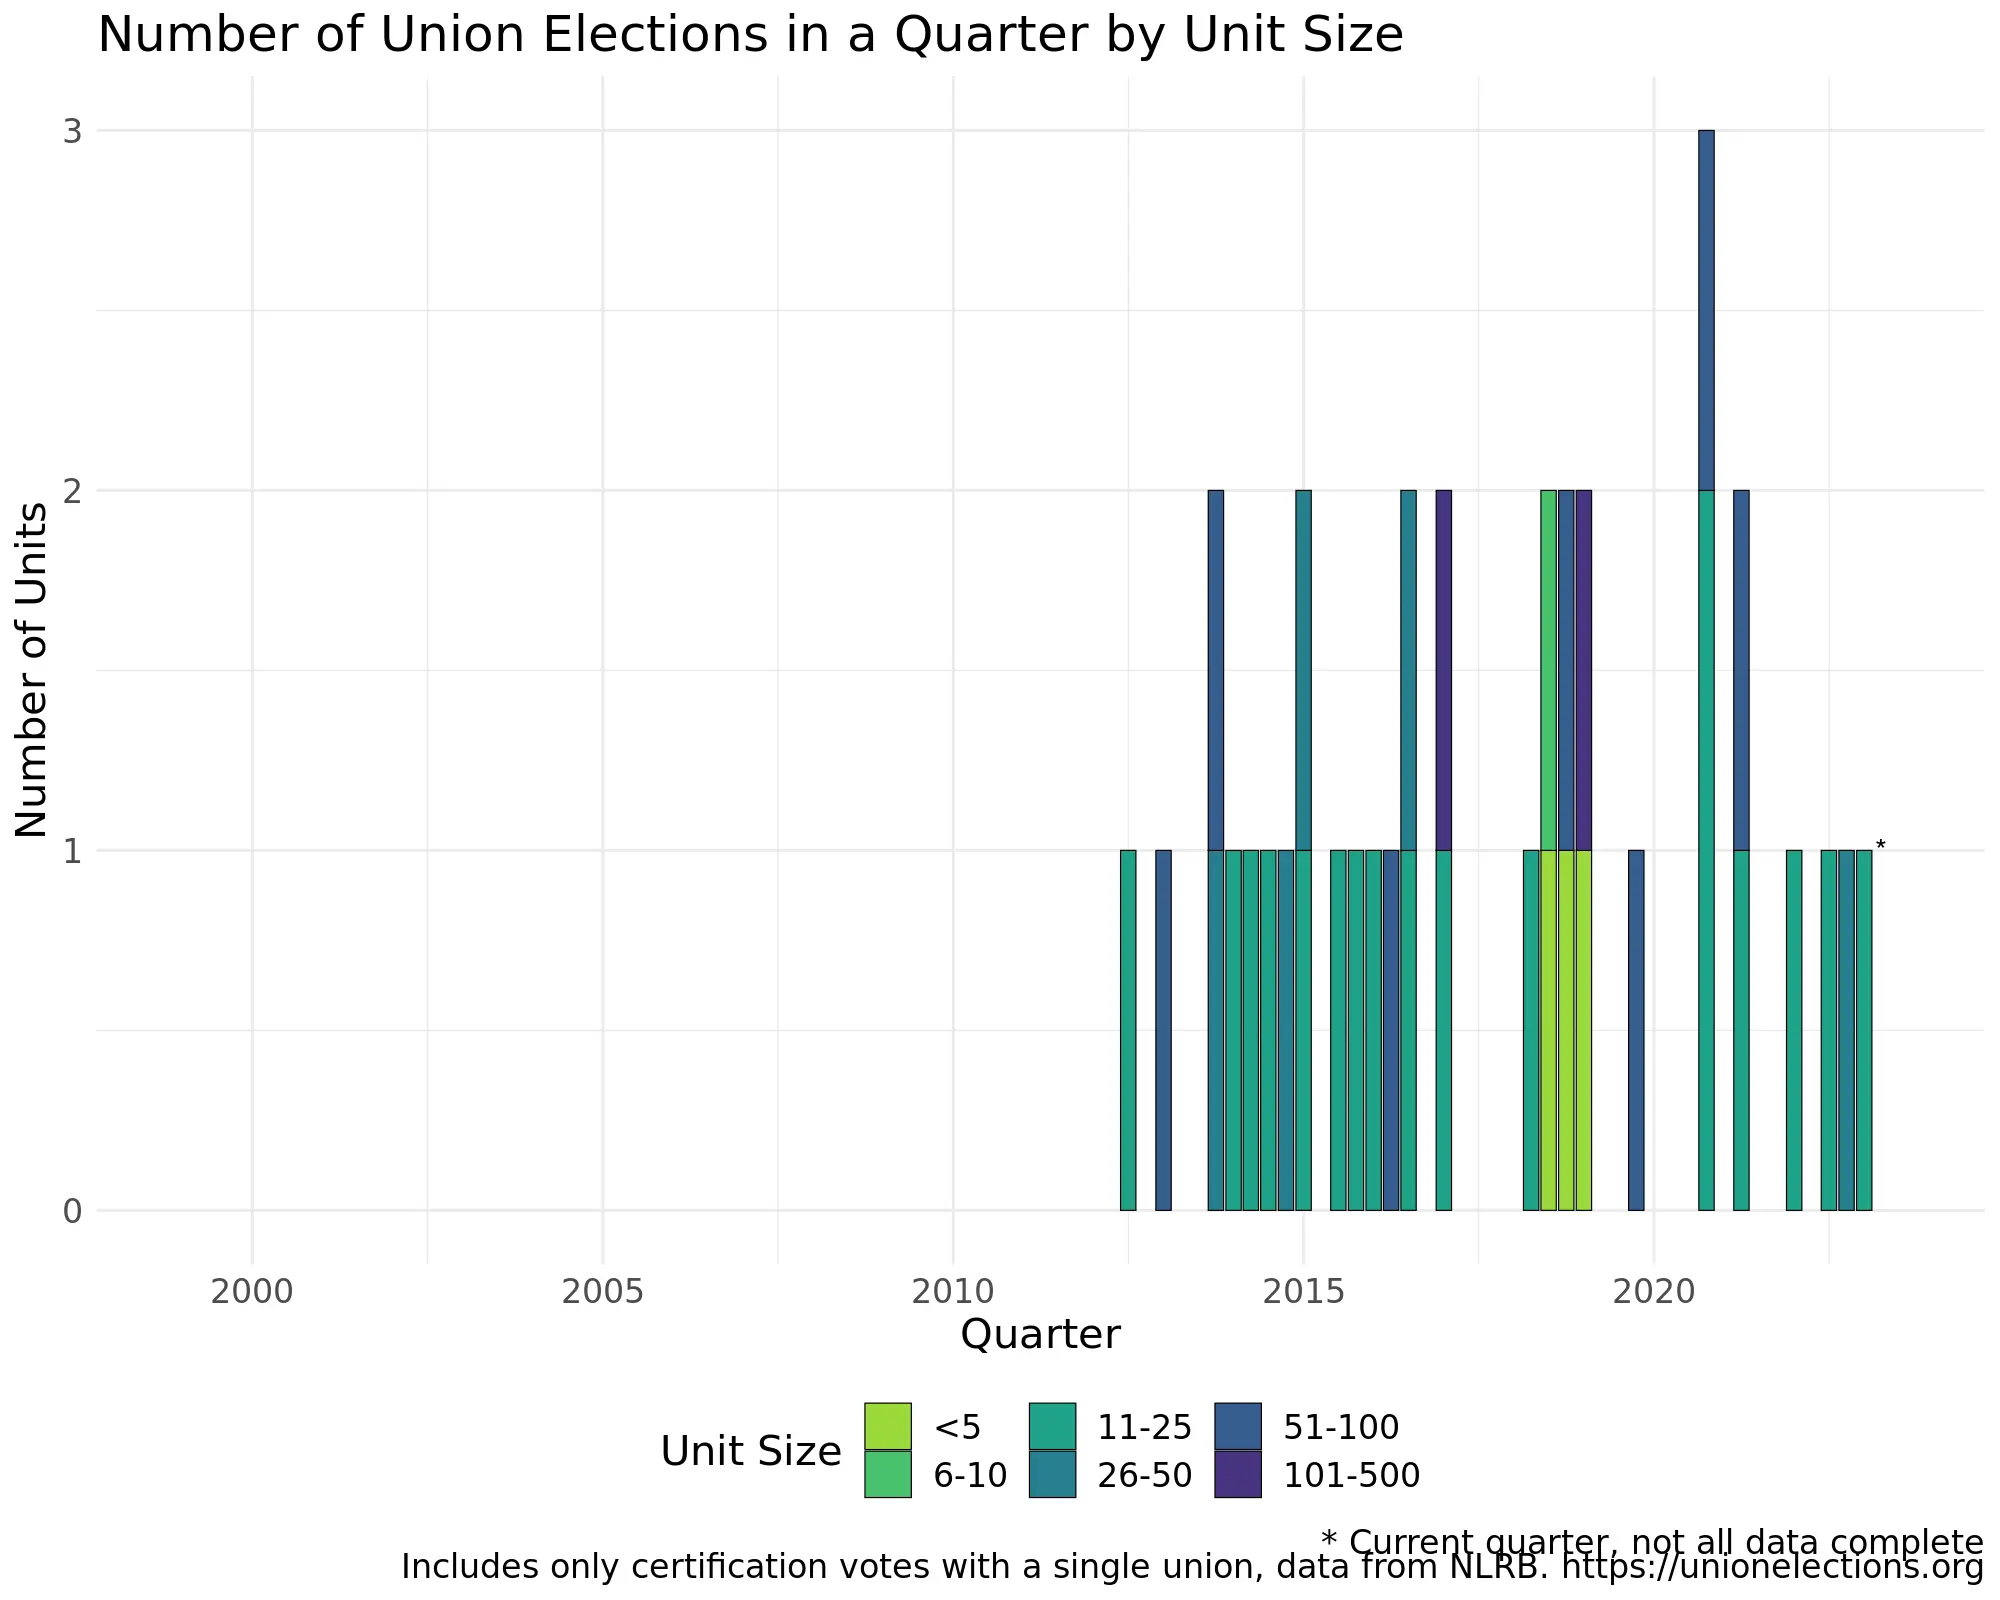 Number of Union Elections in a Quarter by Unit Size
Number of Units
3
2
1
0
*
2000 2005 2010 2015 2020
Quarter
Unit Size
<5 11-25 51-100
6-10 26-50 101-500
* Current quarter, not all data complete
Includes only certification votes with a single union, data from NLRB. https://unionelections.org